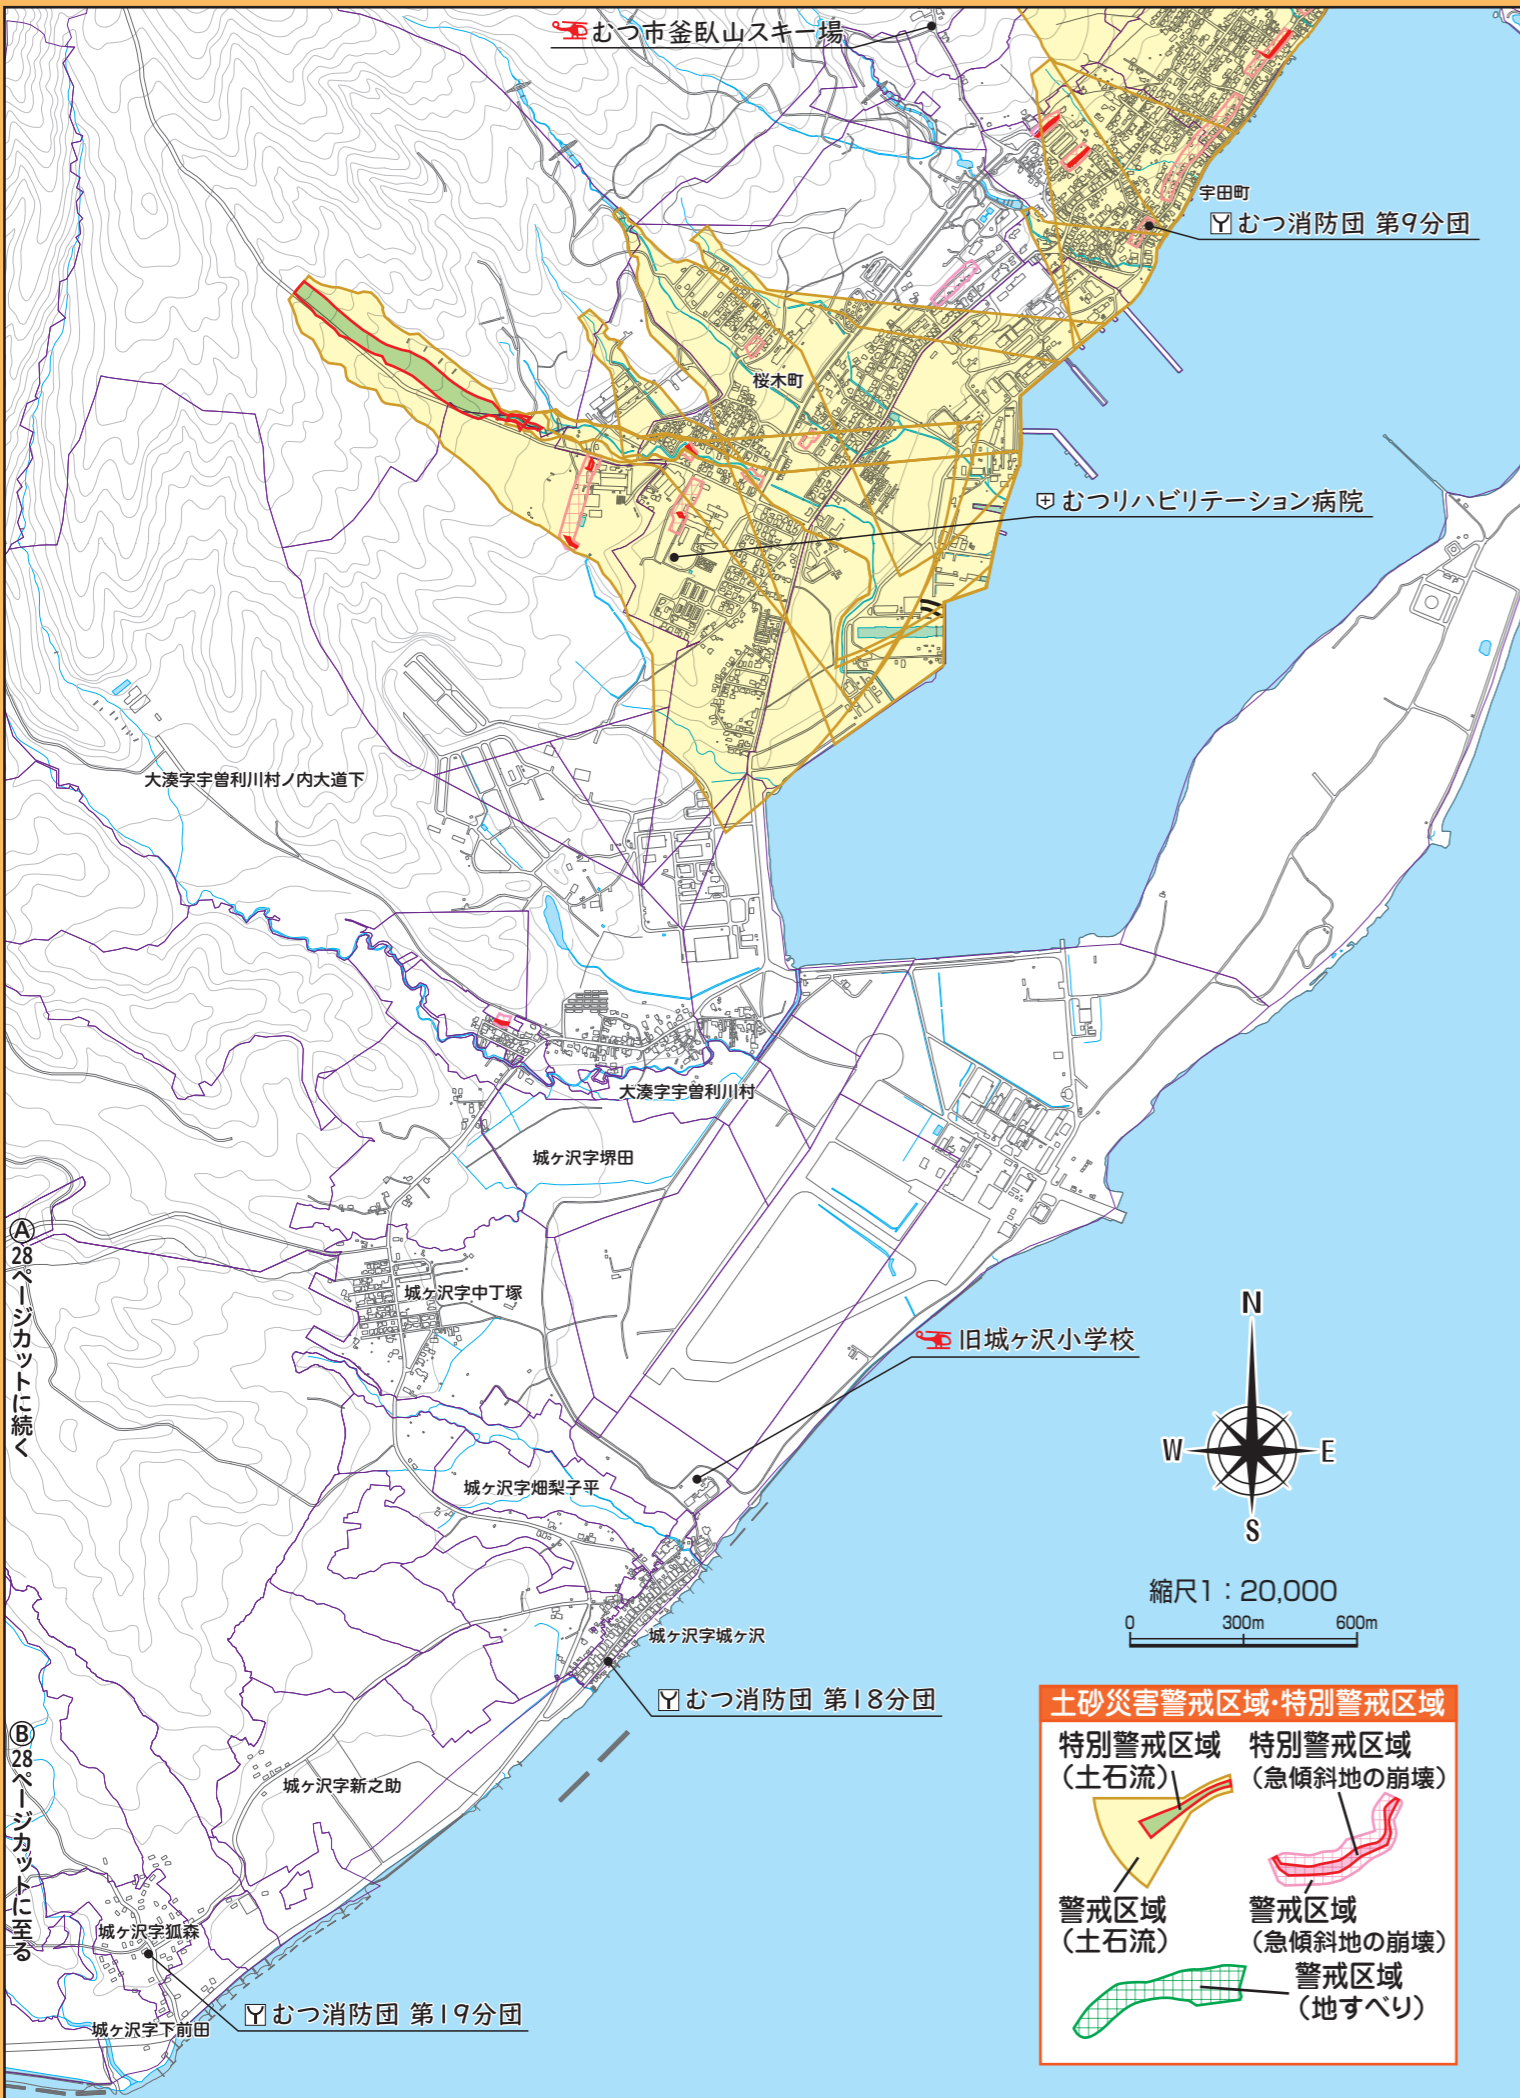 むつ市釜臥山スキー場
宇田町
むつ消防団 第9分団
桜木町
むつリハビリテーション病院
大湊字宇曽利川村ノ内大道下
大湊字宇曽利川村
城ヶ沢字堺田
Ⓐ28ページカットに続く
城ヶ沢字中丁塚
N
W E
S
旧城ヶ沢小学校
城ヶ沢字畑梨子平
縮尺1：20,000
0 300m 600m
城ヶ沢字城ヶ沢
むつ消防団 第18分団
Ⓑ28ページカットに至る
城ヶ沢字新之助
城ヶ沢字狐森
むつ消防団 第19分団
城ヶ沢字下前田
土砂災害警戒区域・特別警戒区域
特別警戒区域
（土石流）
特別警戒区域
（急傾斜地の崩壊）
警戒区域
（土石流）
警戒区域
（急傾斜地の崩壊）
警戒区域
（地すべり）